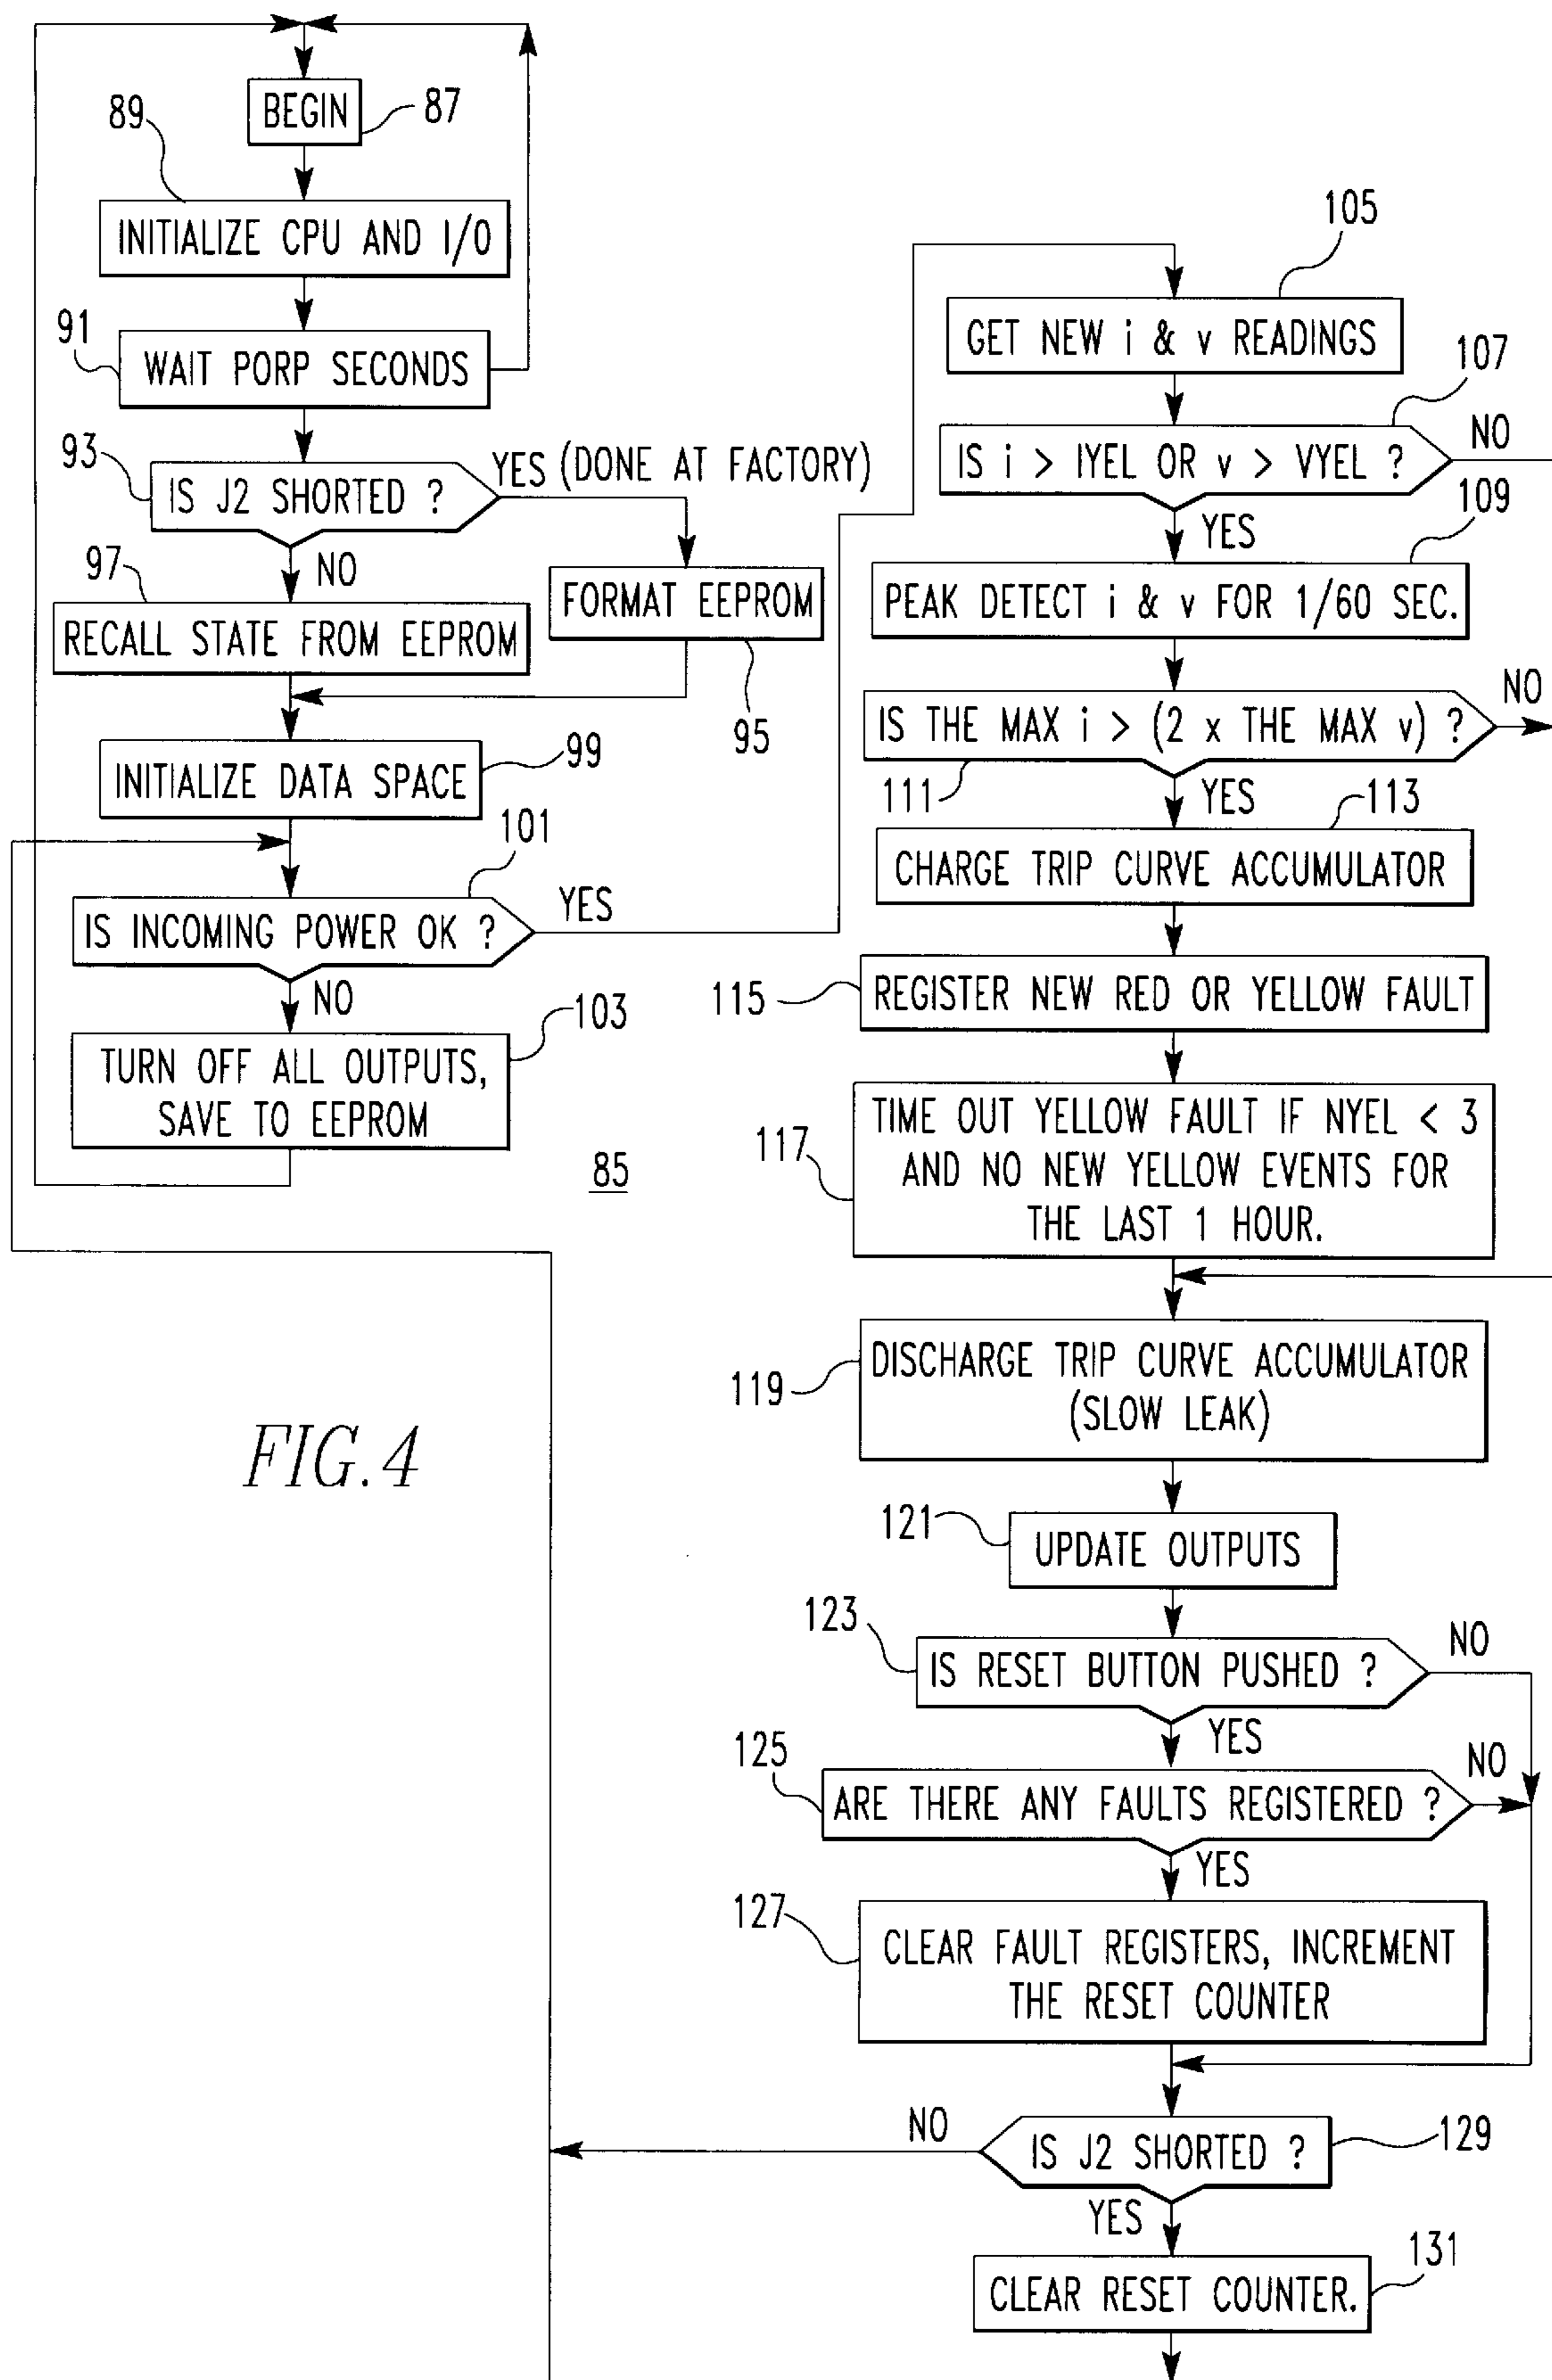 BEGIN
87
89
INITIALIZE CPU AND I/O
91
WAIT PORP SECONDS
93
IS J2 SHORTED ?
YES (DONE AT FACTORY)
NO
97
RECALL STATE FROM EEPROM
FORMAT EEPROM
95
INITIALIZE DATA SPACE
99
101
IS INCOMING POWER OK ?
YES
NO
103
TURN OFF ALL OUTPUTS,
SAVE TO EEPROM
85
FIG. 4
105
GET NEW i & v READINGS
107
IS i > IYEL OR v > VYEL ?
NO
YES
109
PEAK DETECT i & v FOR 1/60 SEC.
IS THE MAX i > (2 x THE MAX v) ?
NO
111
YES
113
CHARGE TRIP CURVE ACCUMULATOR
115
REGISTER NEW RED OR YELLOW FAULT
117
TIME OUT YELLOW FAULT IF NYEL < 3
AND NO NEW YELLOW EVENTS FOR
THE LAST 1 HOUR.
119
DISCHARGE TRIP CURVE ACCUMULATOR
(SLOW LEAK)
121
UPDATE OUTPUTS
123
IS RESET BUTTON PUSHED ?
NO
YES
125
ARE THERE ANY FAULTS REGISTERED ?
NO
YES
127
CLEAR FAULT REGISTERS, INCREMENT
THE RESET COUNTER
NO
IS J2 SHORTED ?
129
YES
131
CLEAR RESET COUNTER.